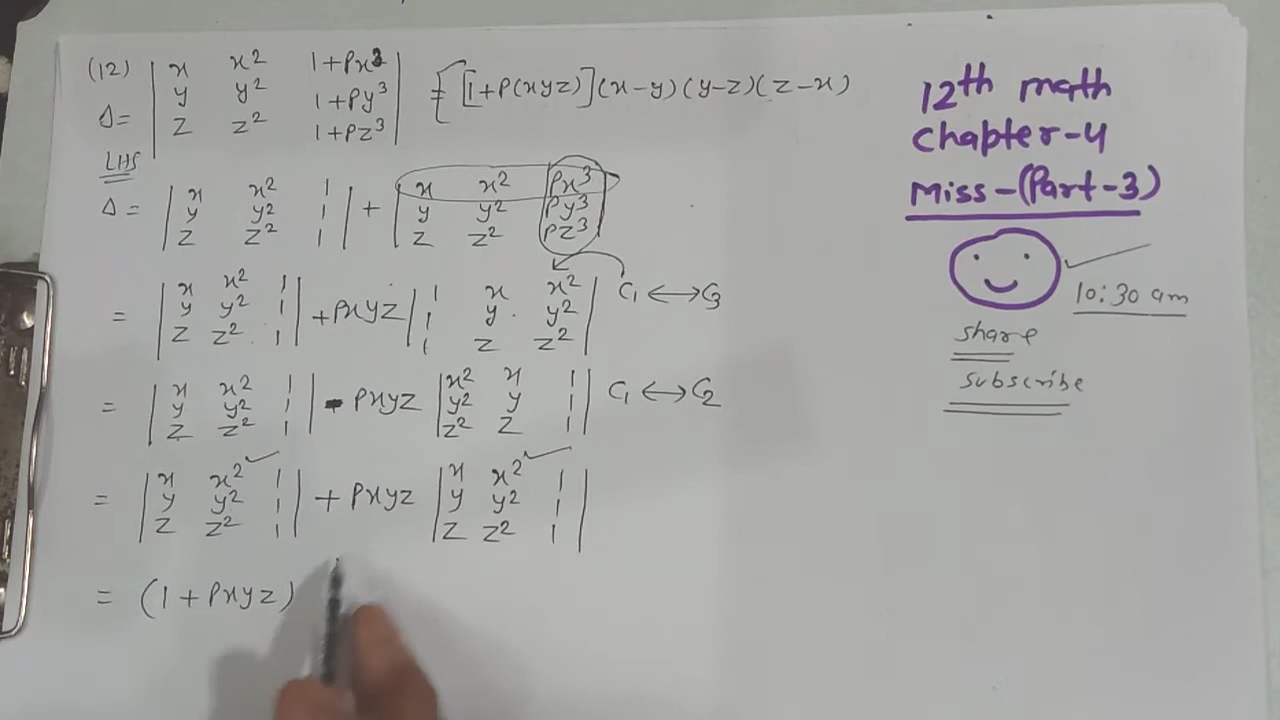 (12) Δ= | x x² 1+Px³ | = [1+P(xyz)](x-y)(y-z)(z-x)
| y y² 1+Py³ |
| z z² 1+Pz³ |
LHS
Δ= | x x² 1 | + | x x² Px³ |
| y y² 1 | | y y² Py³ |
| z z² 1 | | z z² Pz³ |
= | x x² 1 | +Pxyz | 1 x x² | C₁ ↔ C₃
| y y² 1 | | 1 y y² |
| z z² 1 | | 1 z z² |
= | x x² 1 | - Pxyz | x² x 1 | C₁ ↔ C₂
| y y² 1 | | y² y 1 |
| z z² 1 | | z² z 1 |
= | x x² 1 | + Pxyz | x x² 1 |
| y y² 1 | | y y² 1 |
| z z² 1 | | z z² 1 |
= (1+Pxyz)
12th math
chapter-4
Miss-(Part-3)
10:30 am
share
subscribe